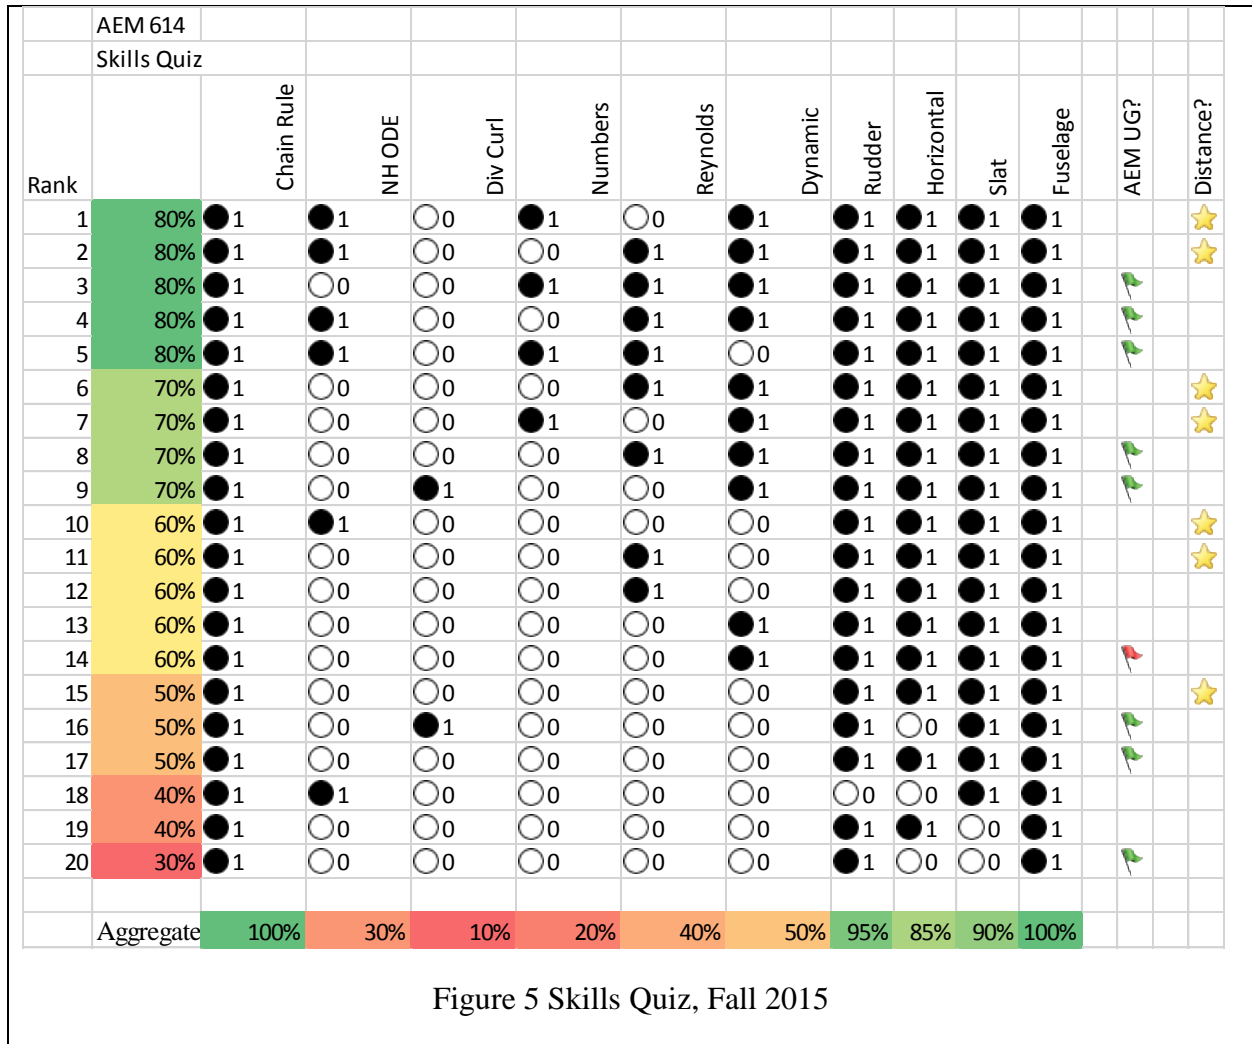 AEM 614
Skills Quiz
Rank Chain Rule NH ODE Div Curl Numbers Reynolds Dynamic Rudder Horizontal Slat Fuselage AEM UG? Distance?
1 80% 1 1 0 1 0 1 1 1 1 1
2 80% 1 1 0 0 1 1 1 1 1 1
3 80% 1 0 0 1 1 1 1 1 1 1
4 80% 1 1 0 0 1 1 1 1 1 1
5 80% 1 1 0 1 1 0 1 1 1 1
6 70% 1 0 0 0 1 1 1 1 1 1
7 70% 1 0 0 1 0 1 1 1 1 1
8 70% 1 0 0 0 1 1 1 1 1 1
9 70% 1 0 1 0 0 1 1 1 1 1
10 60% 1 1 0 0 0 0 1 1 1 1
11 60% 1 0 0 0 1 0 1 1 1 1
12 60% 1 0 0 0 1 0 1 1 1 1
13 60% 1 0 0 0 0 1 1 1 1 1
14 60% 1 0 0 0 0 1 1 1 1 1
15 50% 1 0 0 0 0 0 1 1 1 1
16 50% 1 0 1 0 0 0 1 0 1 1
17 50% 1 0 0 0 0 0 1 1 1 1
18 40% 1 1 0 0 0 0 0 0 1 1
19 40% 1 0 0 0 0 0 1 1 0 1
20 30% 1 0 0 0 0 0 1 0 0 1
Aggregate 100% 30% 10% 20% 40% 50% 95% 85% 90% 100%
Figure 5 Skills Quiz, Fall 2015